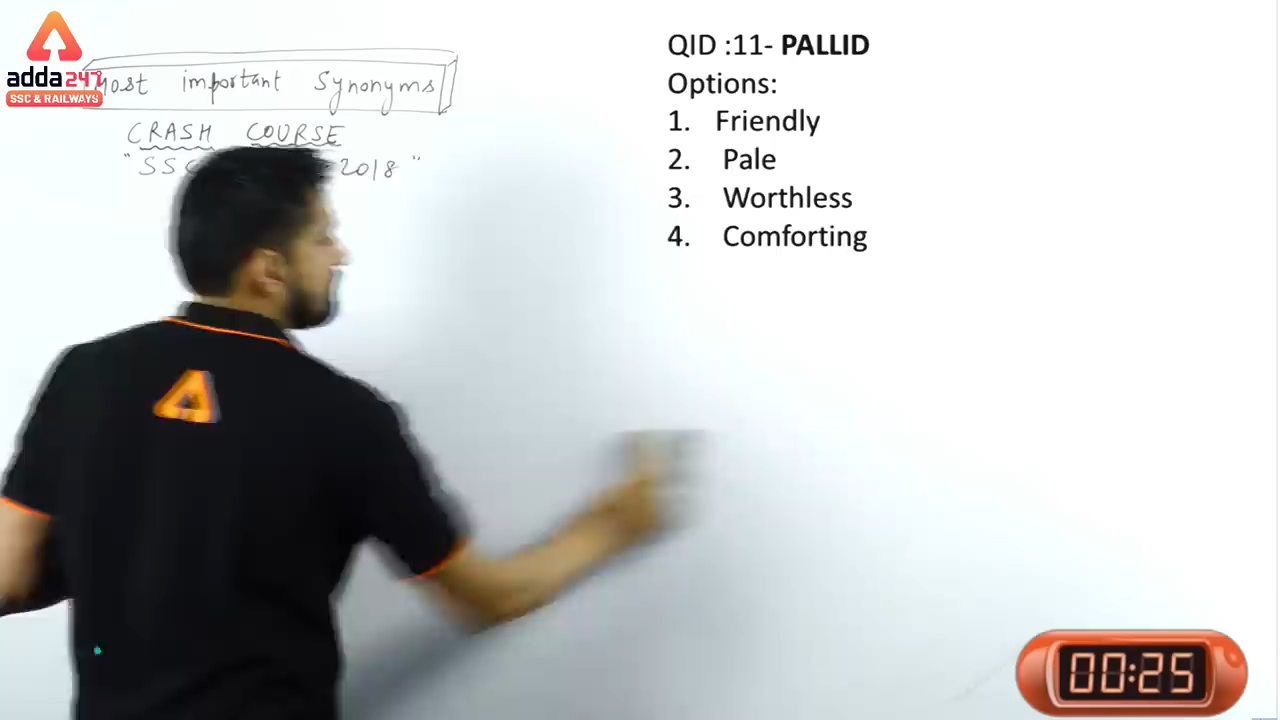 adda247
SSC & RAILWAYS
Most important Synonyms
CRASH COURSE
"SSC 2018"
QID :11- PALLID
Options:
1. Friendly
2. Pale
3. Worthless
4. Comforting
00:25